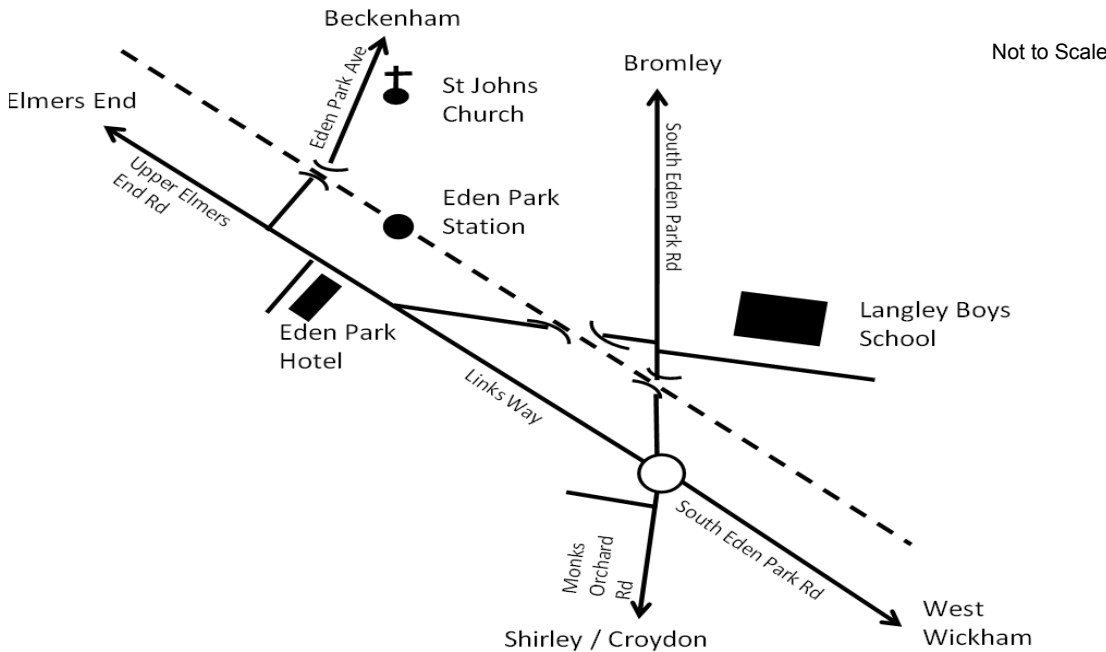 Beckenham
Not to Scale
Bromley
Elmers End
Eden Park Ave
St Johns
Church
South Eden Park Rd
Upper Elmers
End Rd
Eden Park
Station
Langley Boys
School
Eden Park
Hotel
Links Way
South Eden Park Rd
Monks
Orchard
Rd
West
Wickham
Shirley / Croydon